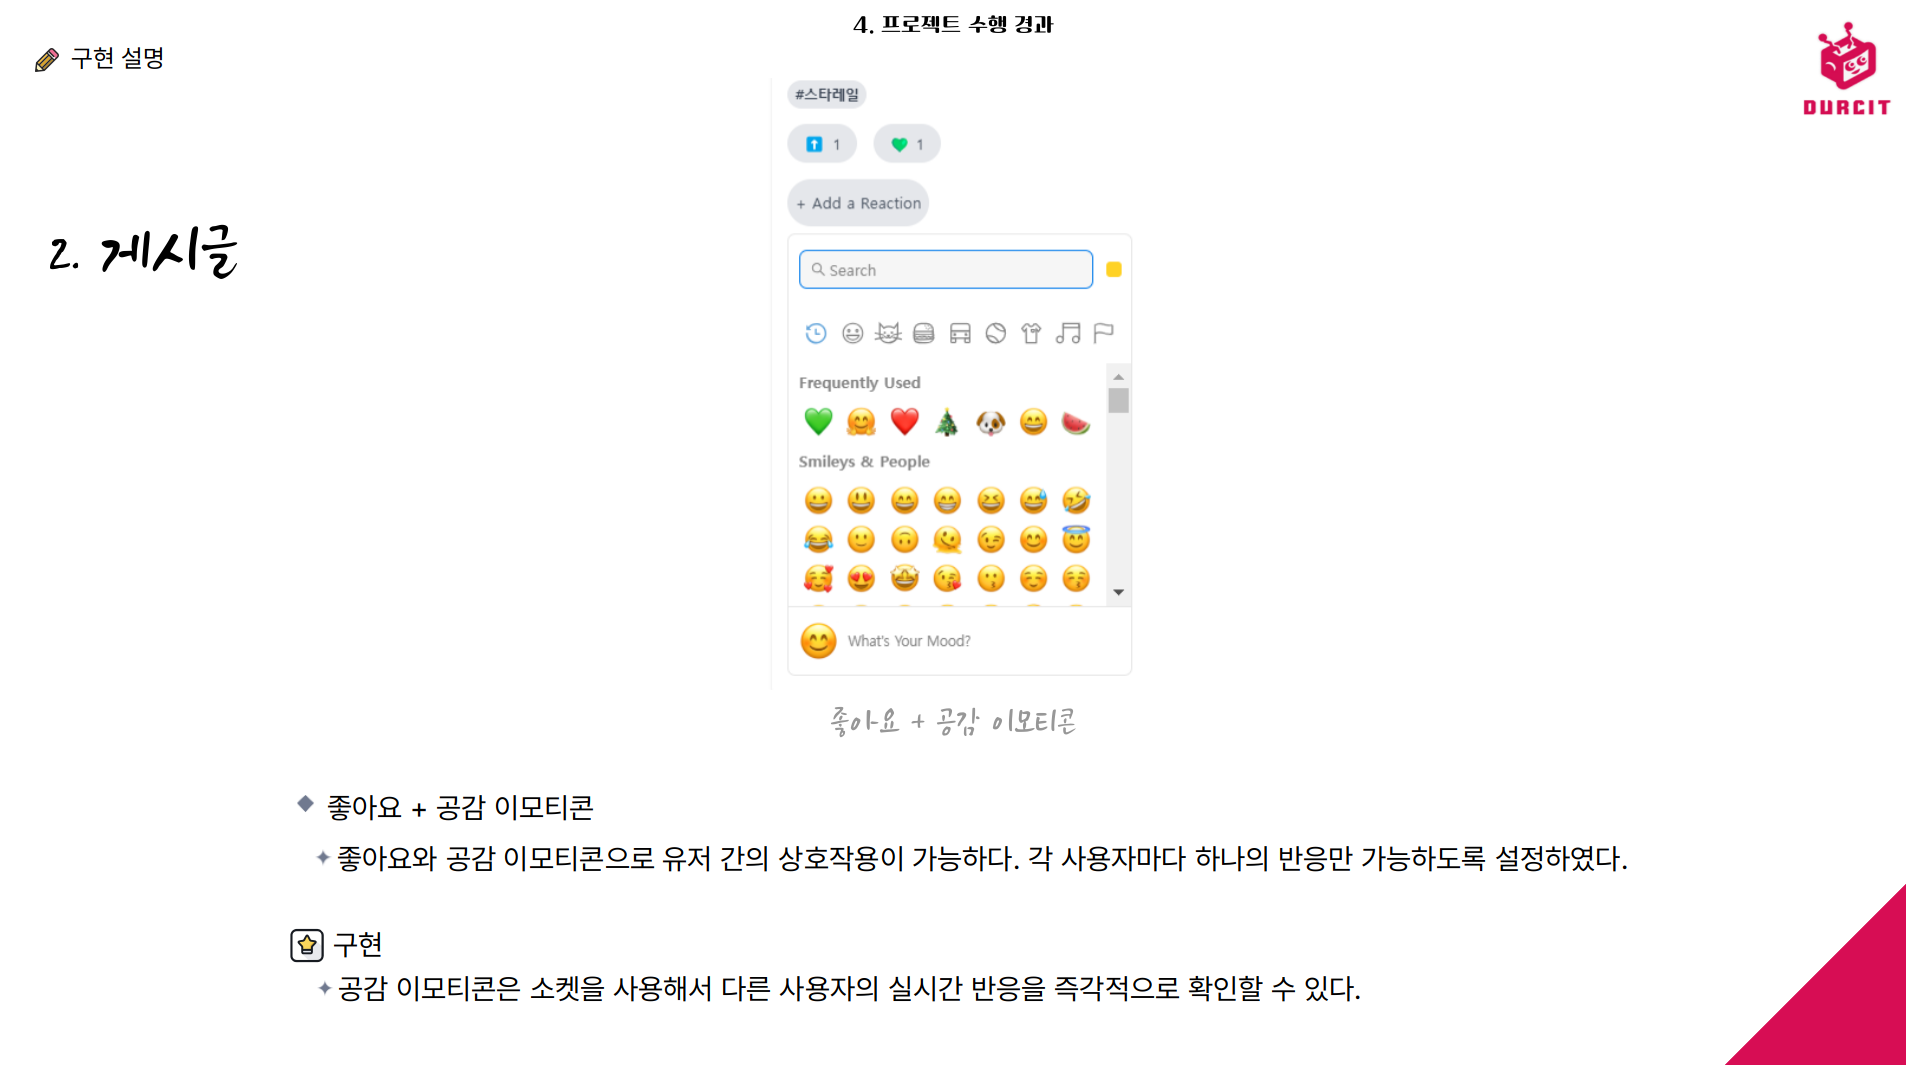 4. 프로젝트 수행 경과
구현 설명
DURCIT
2. 게시글
#스타레일
1
1
+ Add a Reaction
Search
Frequently Used
Smileys & People
What's Your Mood?
좋아요 + 공감 이모티콘
좋아요 + 공감 이모티콘
좋아요와 공감 이모티콘으로 유저 간의 상호작용이 가능하다. 각 사용자마다 하나의 반응만 가능하도록 설정하였다.
구현
공감 이모티콘은 소켓을 사용해서 다른 사용자의 실시간 반응을 즉각적으로 확인할 수 있다.